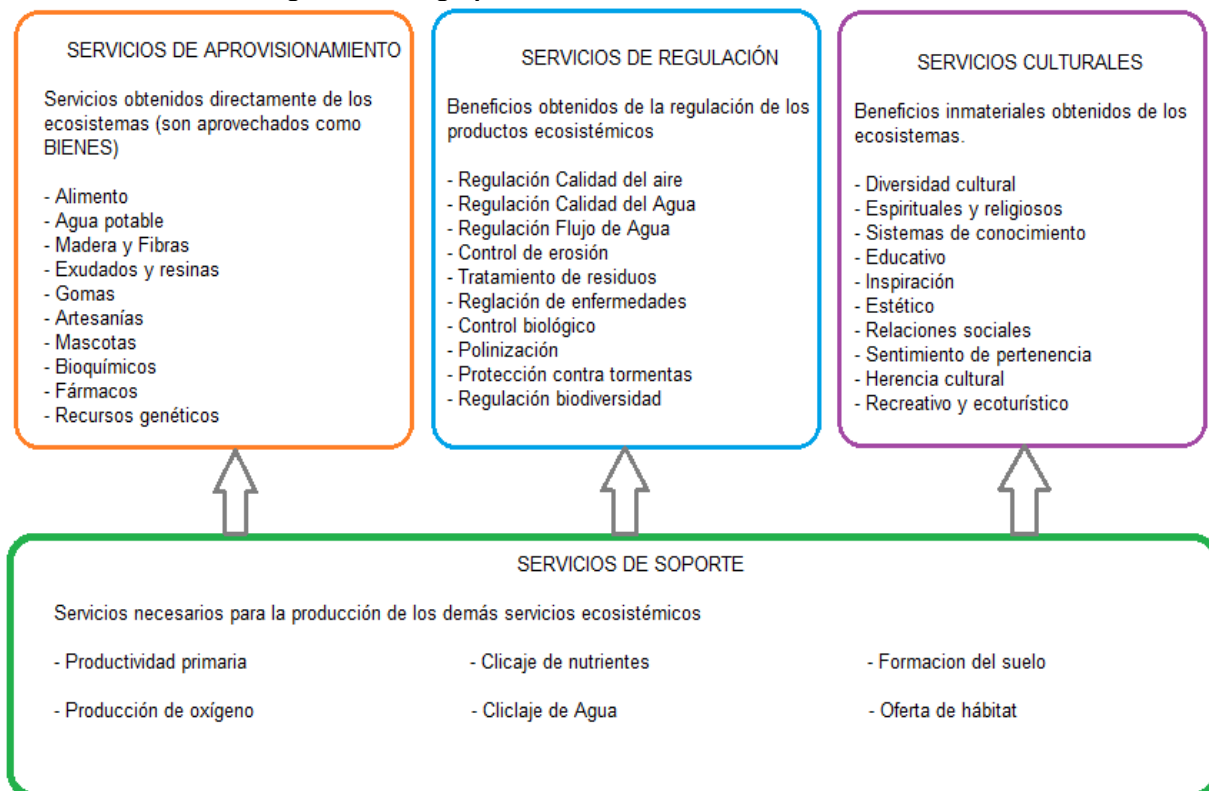 SERVICIOS DE APROVISIONAMIENTO
Servicios obtenidos directamente de los
ecosistemas (son aprovechados como
BIENES)
- Alimento
- Agua potable
- Madera y Fibras
- Exudados y resinas
- Gomas
- Artesanías
- Mascotas
- Bioquímicos
- Fármacos
- Recursos genéticos
SERVICIOS DE REGULACIÓN
Beneficios obtenidos de la regulación de los
productos ecosistémicos
- Regulación Calidad del aire
- Regulación Calidad del Agua
- Regulación Flujo de Agua
- Control de erosión
- Tratamiento de residuos
- Reglación de enfermedades
- Control biológico
- Polinización
- Protección contra tormentas
- Regulación biodiversidad
SERVICIOS CULTURALES
Beneficios inmateriales obtenidos de los
ecosistemas.
- Diversidad cultural
- Espirituales y religiosos
- Sistemas de conocimiento
- Educativo
- Inspiración
- Estético
- Relaciones sociales
- Sentimiento de pertenencia
- Herencia cultural
- Recreativo y ecoturístico
SERVICIOS DE SOPORTE
Servicios necesarios para la producción de los demás servicios ecosistémicos
- Productividad primaria
- Clicaje de nutrientes
- Formacion del suelo
- Producción de oxígeno
- Cliclaje de Agua
- Oferta de hábitat